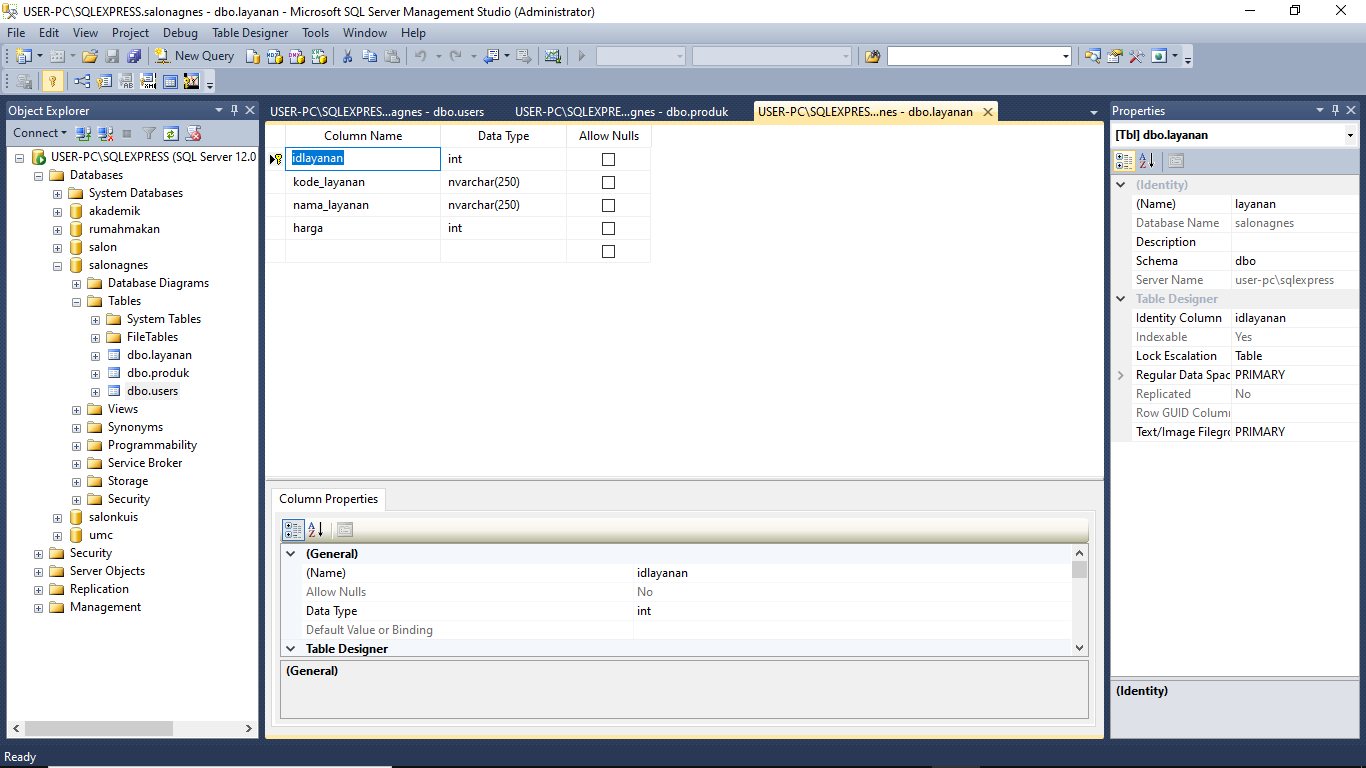 USER-PC\SQLEXPRESS.salonagnes - dbo.layanan - Microsoft SQL Server Management Studio (Administrator)
File Edit View Project Debug Table Designer Tools Window Help
New Query
Object Explorer
Connect
USER-PC\SQLEXPRESS (SQL Server 12.0
Databases
System Databases
akademik
rumahmakan
salon
salonagnes
Database Diagrams
Tables
System Tables
FileTables
dbo.layanan
dbo.produk
dbo.users
Views
Synonyms
Programmability
Service Broker
Storage
Security
salonkuis
umc
Security
Server Objects
Replication
Management
USER-PC\SQLEXPRES...agnes - dbo.users USER-PC\SQLEXPRE...gnes - dbo.produk USER-PC\SQLEXPRES...nes - dbo.layanan
Column Name Data Type Allow Nulls
idlayanan int
kode_layanan nvarchar(250)
nama_layanan nvarchar(250)
harga int
Column Properties
(General)
(Name) idlayanan
Allow Nulls No
Data Type int
Default Value or Binding
Table Designer
(General)
Properties
[Tbl] dbo.layanan
(Identity)
(Name) layanan
Database Name salonagnes
Description
Schema dbo
Server Name user-pc\sqlexpress
Table Designer
Identity Column idlayanan
Indexable Yes
Lock Escalation Table
Regular Data Spac PRIMARY
Replicated No
Row GUID Column
Text/Image Filegro PRIMARY
(Identity)
Ready